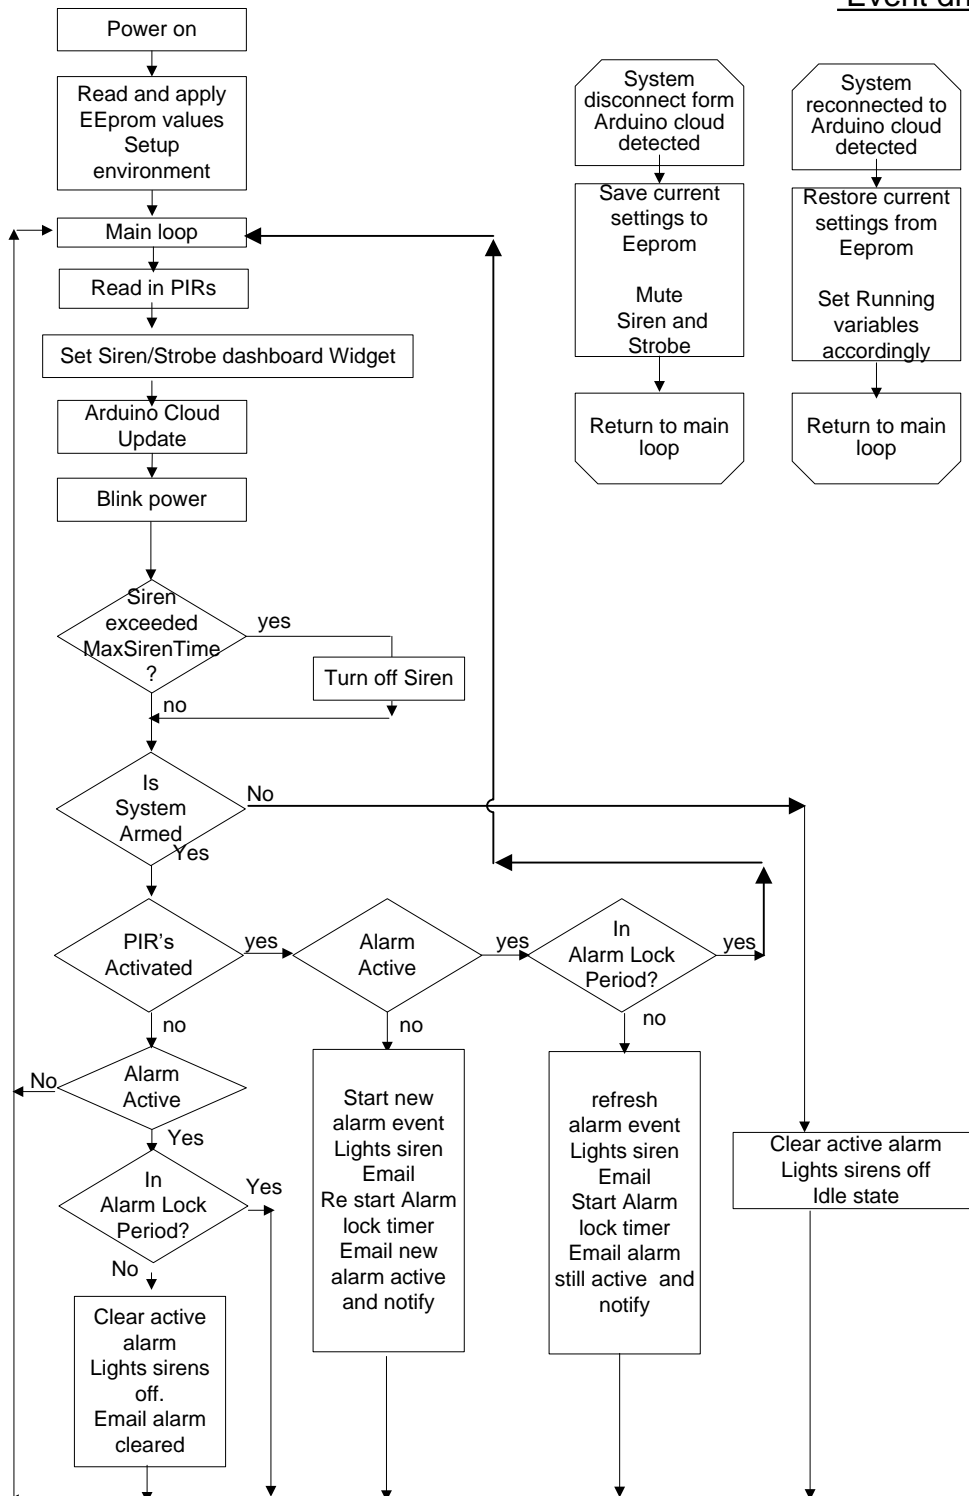 Event
Power on
Read and apply
EEprom values
Setup
environment
Main loop
Read in PIRs
Set Siren/Strobe dashboard Widget
Arduino Cloud
Update
Blink power
Siren
exceeded
MaxSirenTime
?
yes
Turn off Siren
no
Is
System
Armed
No
Yes
PIR's
Activated
yes
Alarm
Active
yes
In
Alarm Lock
Period?
yes
no
no
no
Alarm
Active
No
Yes
In
Alarm Lock
Period?
Yes
No
Clear active
alarm
Lights sirens
off.
Email alarm
cleared
Start new
alarm event
Lights siren
Email
Re start Alarm
lock timer
Email new
alarm active
and notify
refresh
alarm event
Lights siren
Email
Start Alarm
lock timer
Email alarm
still active and
notify
Clear active alarm
Lights sirens off
Idle state
System
disconnect form
Arduino cloud
detected
Save current
settings to
Eeprom
Mute
Siren and
Strobe
Return to main
loop
System
reconnected to
Arduino cloud
detected
Restore current
settings from
Eeprom
Set Running
variables
accordingly
Return to main
loop